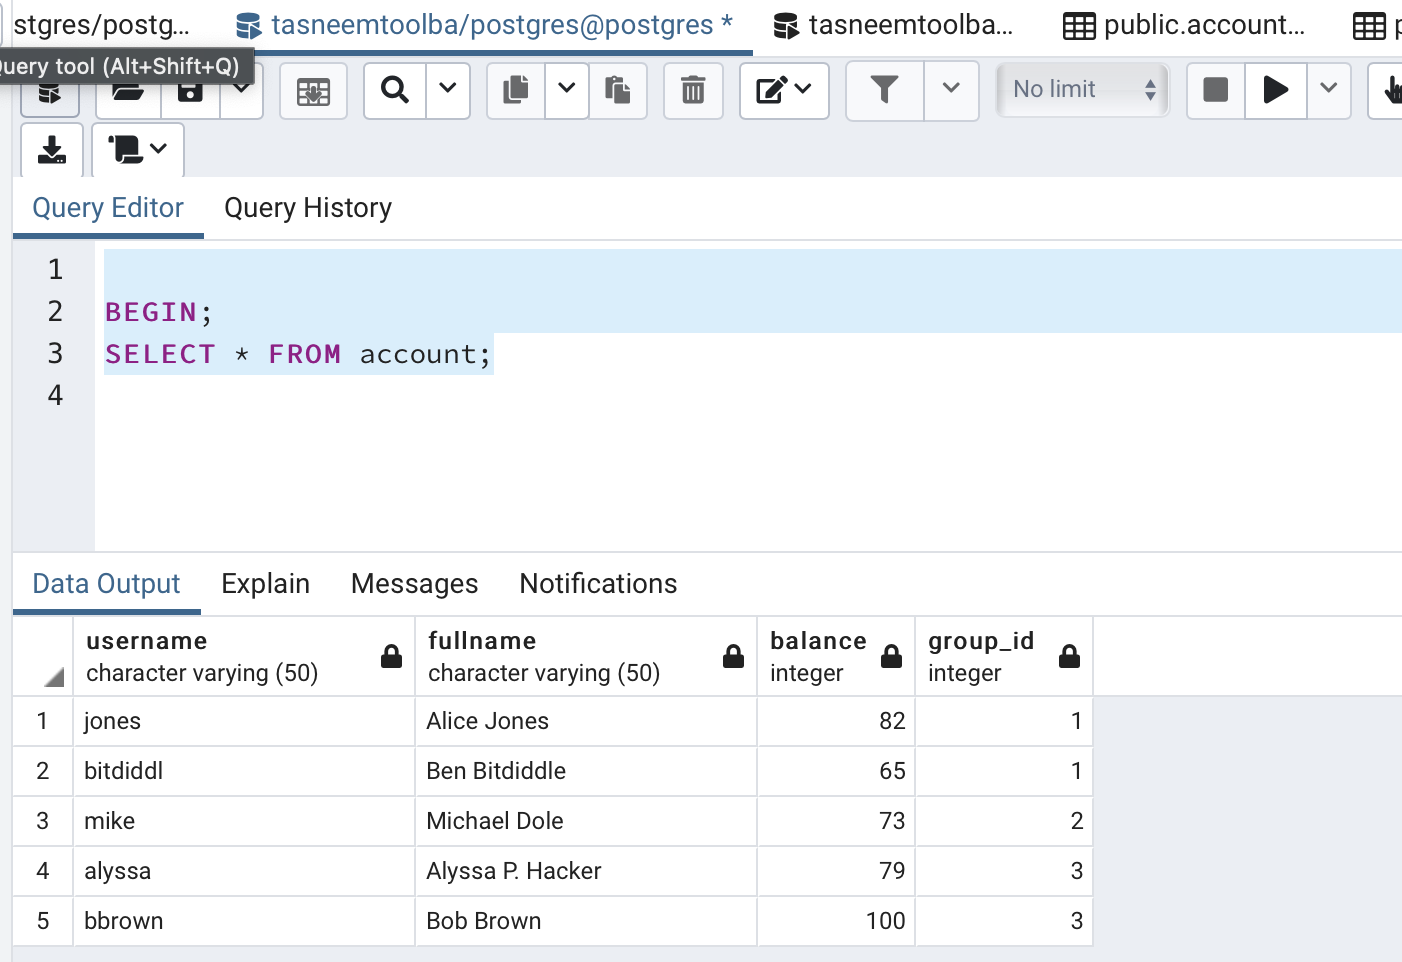 stgres/postg... tasneemtoolba/postgres@postgres * tasneemtoolba... public.account...
uery tool (Alt+Shift+Q)
No limit
Query Editor Query History
1
2 BEGIN;
3 SELECT * FROM account;
4
Data Output Explain Messages Notifications
username fullname balance group_id
character varying (50) character varying (50) integer integer
1 jones Alice Jones 82 1
2 bitdiddl Ben Bitdiddle 65 1
3 mike Michael Dole 73 2
4 alyssa Alyssa P. Hacker 79 3
5 bbrown Bob Brown 100 3